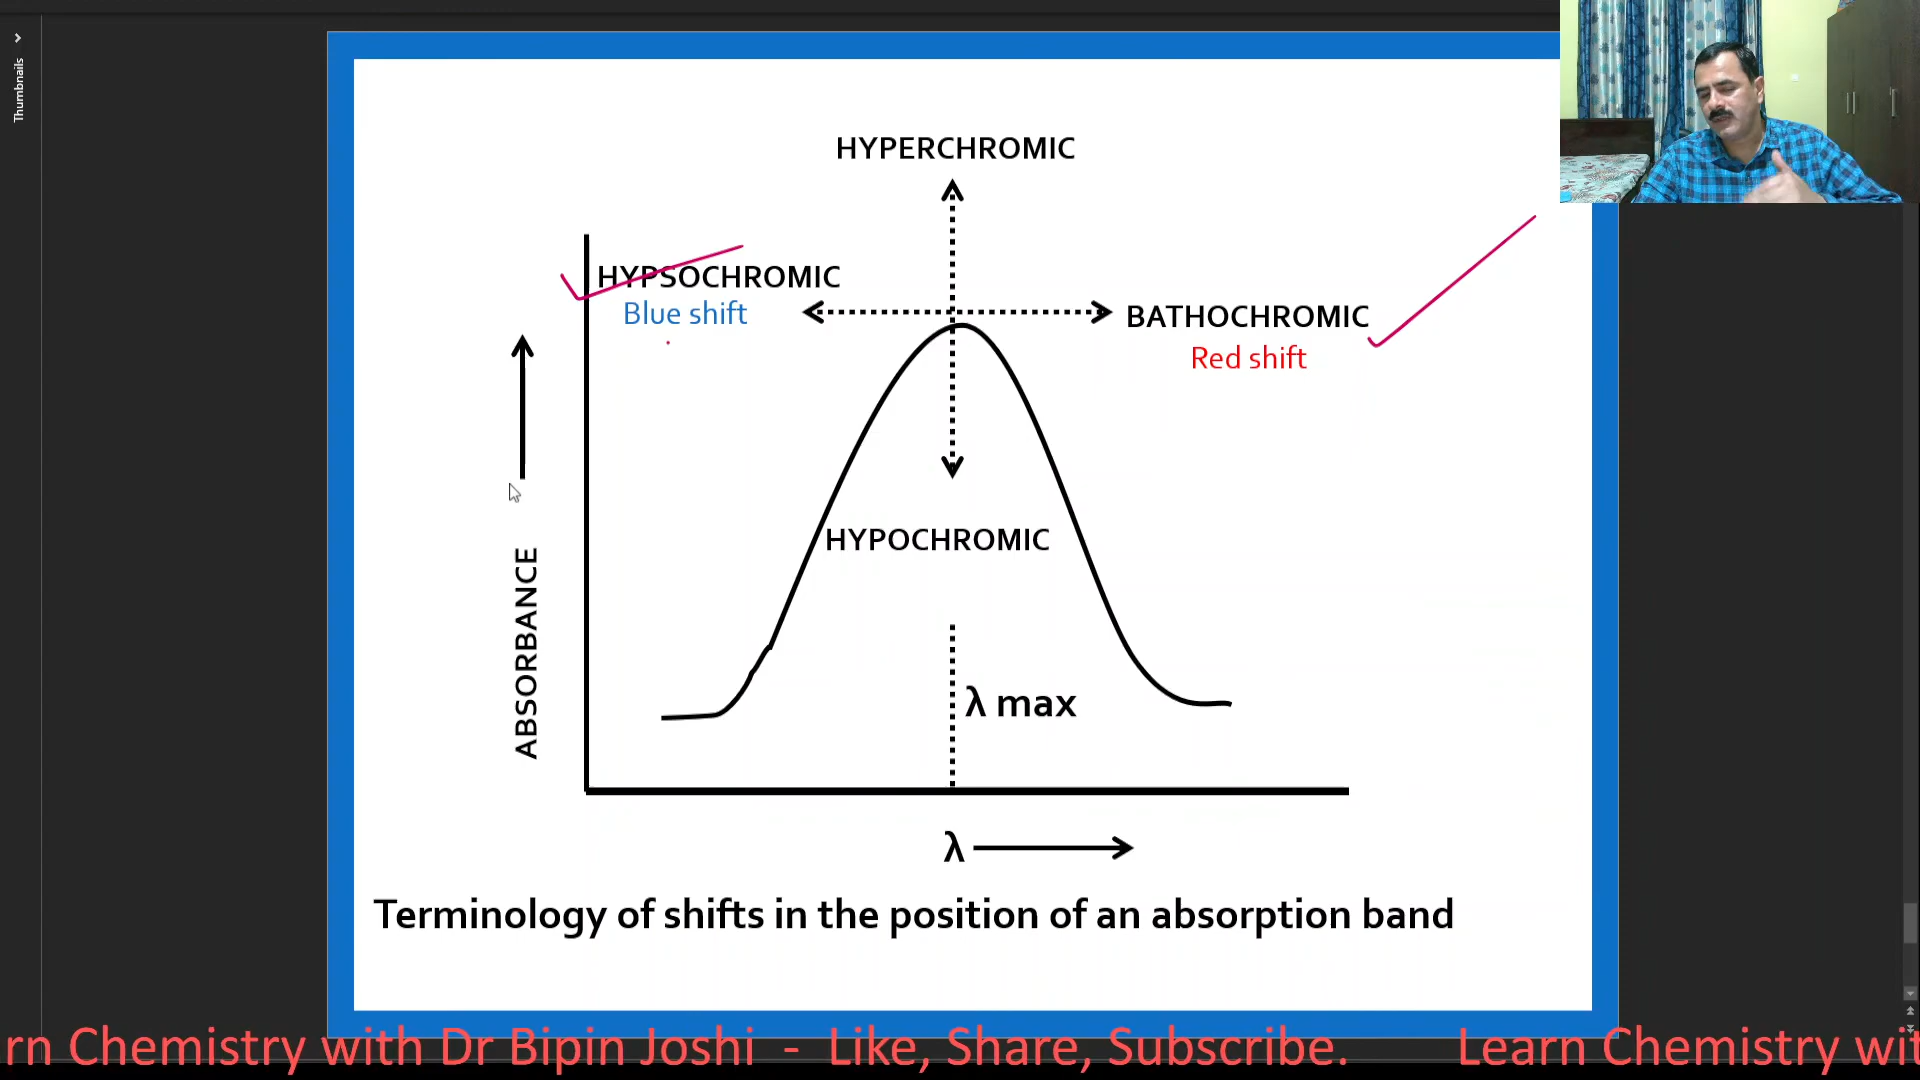 Thumbnails
HYPERCHROMIC
HYPSOCHROMIC
Blue shift
BATHOCHROMIC
Red shift
HYPOCHROMIC
ABSORBANCE
λ max
λ
Terminology of shifts in the position of an absorption band
rn Chemistry with Dr Bipin Joshi - Like, Share, Subscribe. Learn Chemistry wit